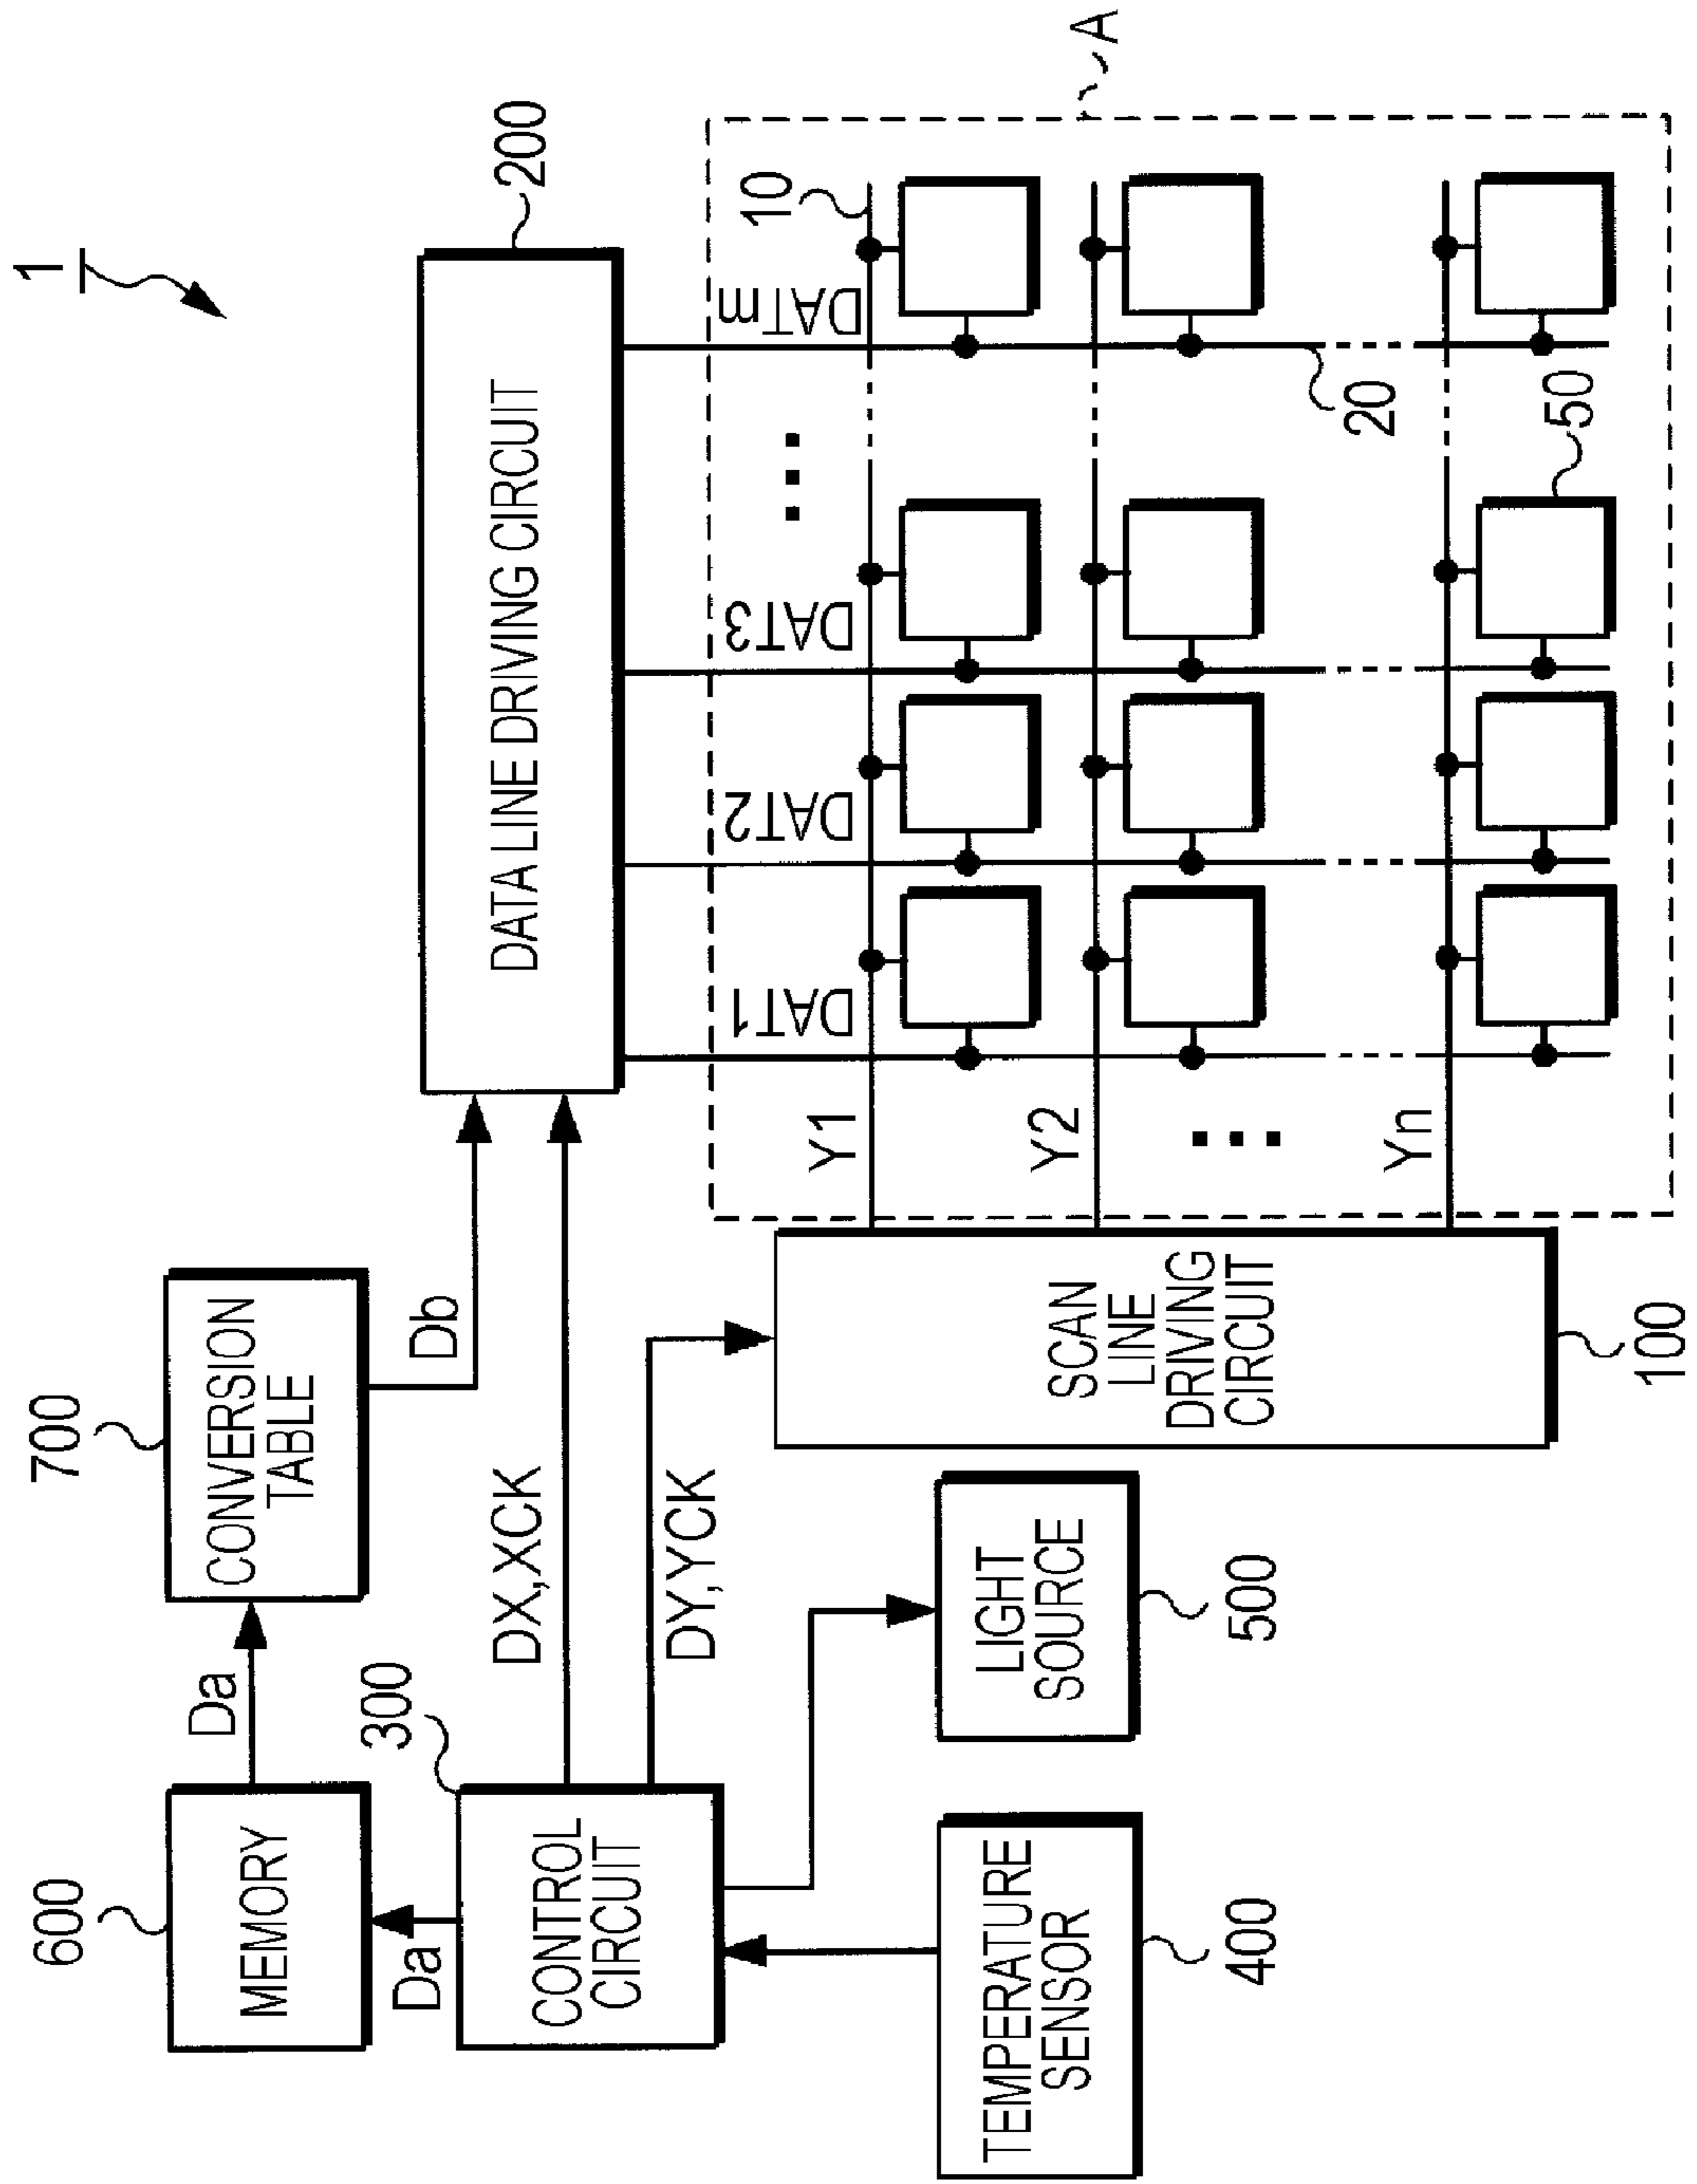 1
DATA LINE DRIVING CIRCUIT
200
700
CONVERSION
TABLE
Db
600
MEMORY
Da
Da
300
CONTROL
CIRCUIT
DX,XCK
DY,YCK
TEMPERATURE
SENSOR
400
LIGHT
SOURCE
500
SCAN
LINE
DRIVING
CIRCUIT
100
A
DAT1
DAT2
DAT3
DATm
10
Y1
Y2
Yn
20
50